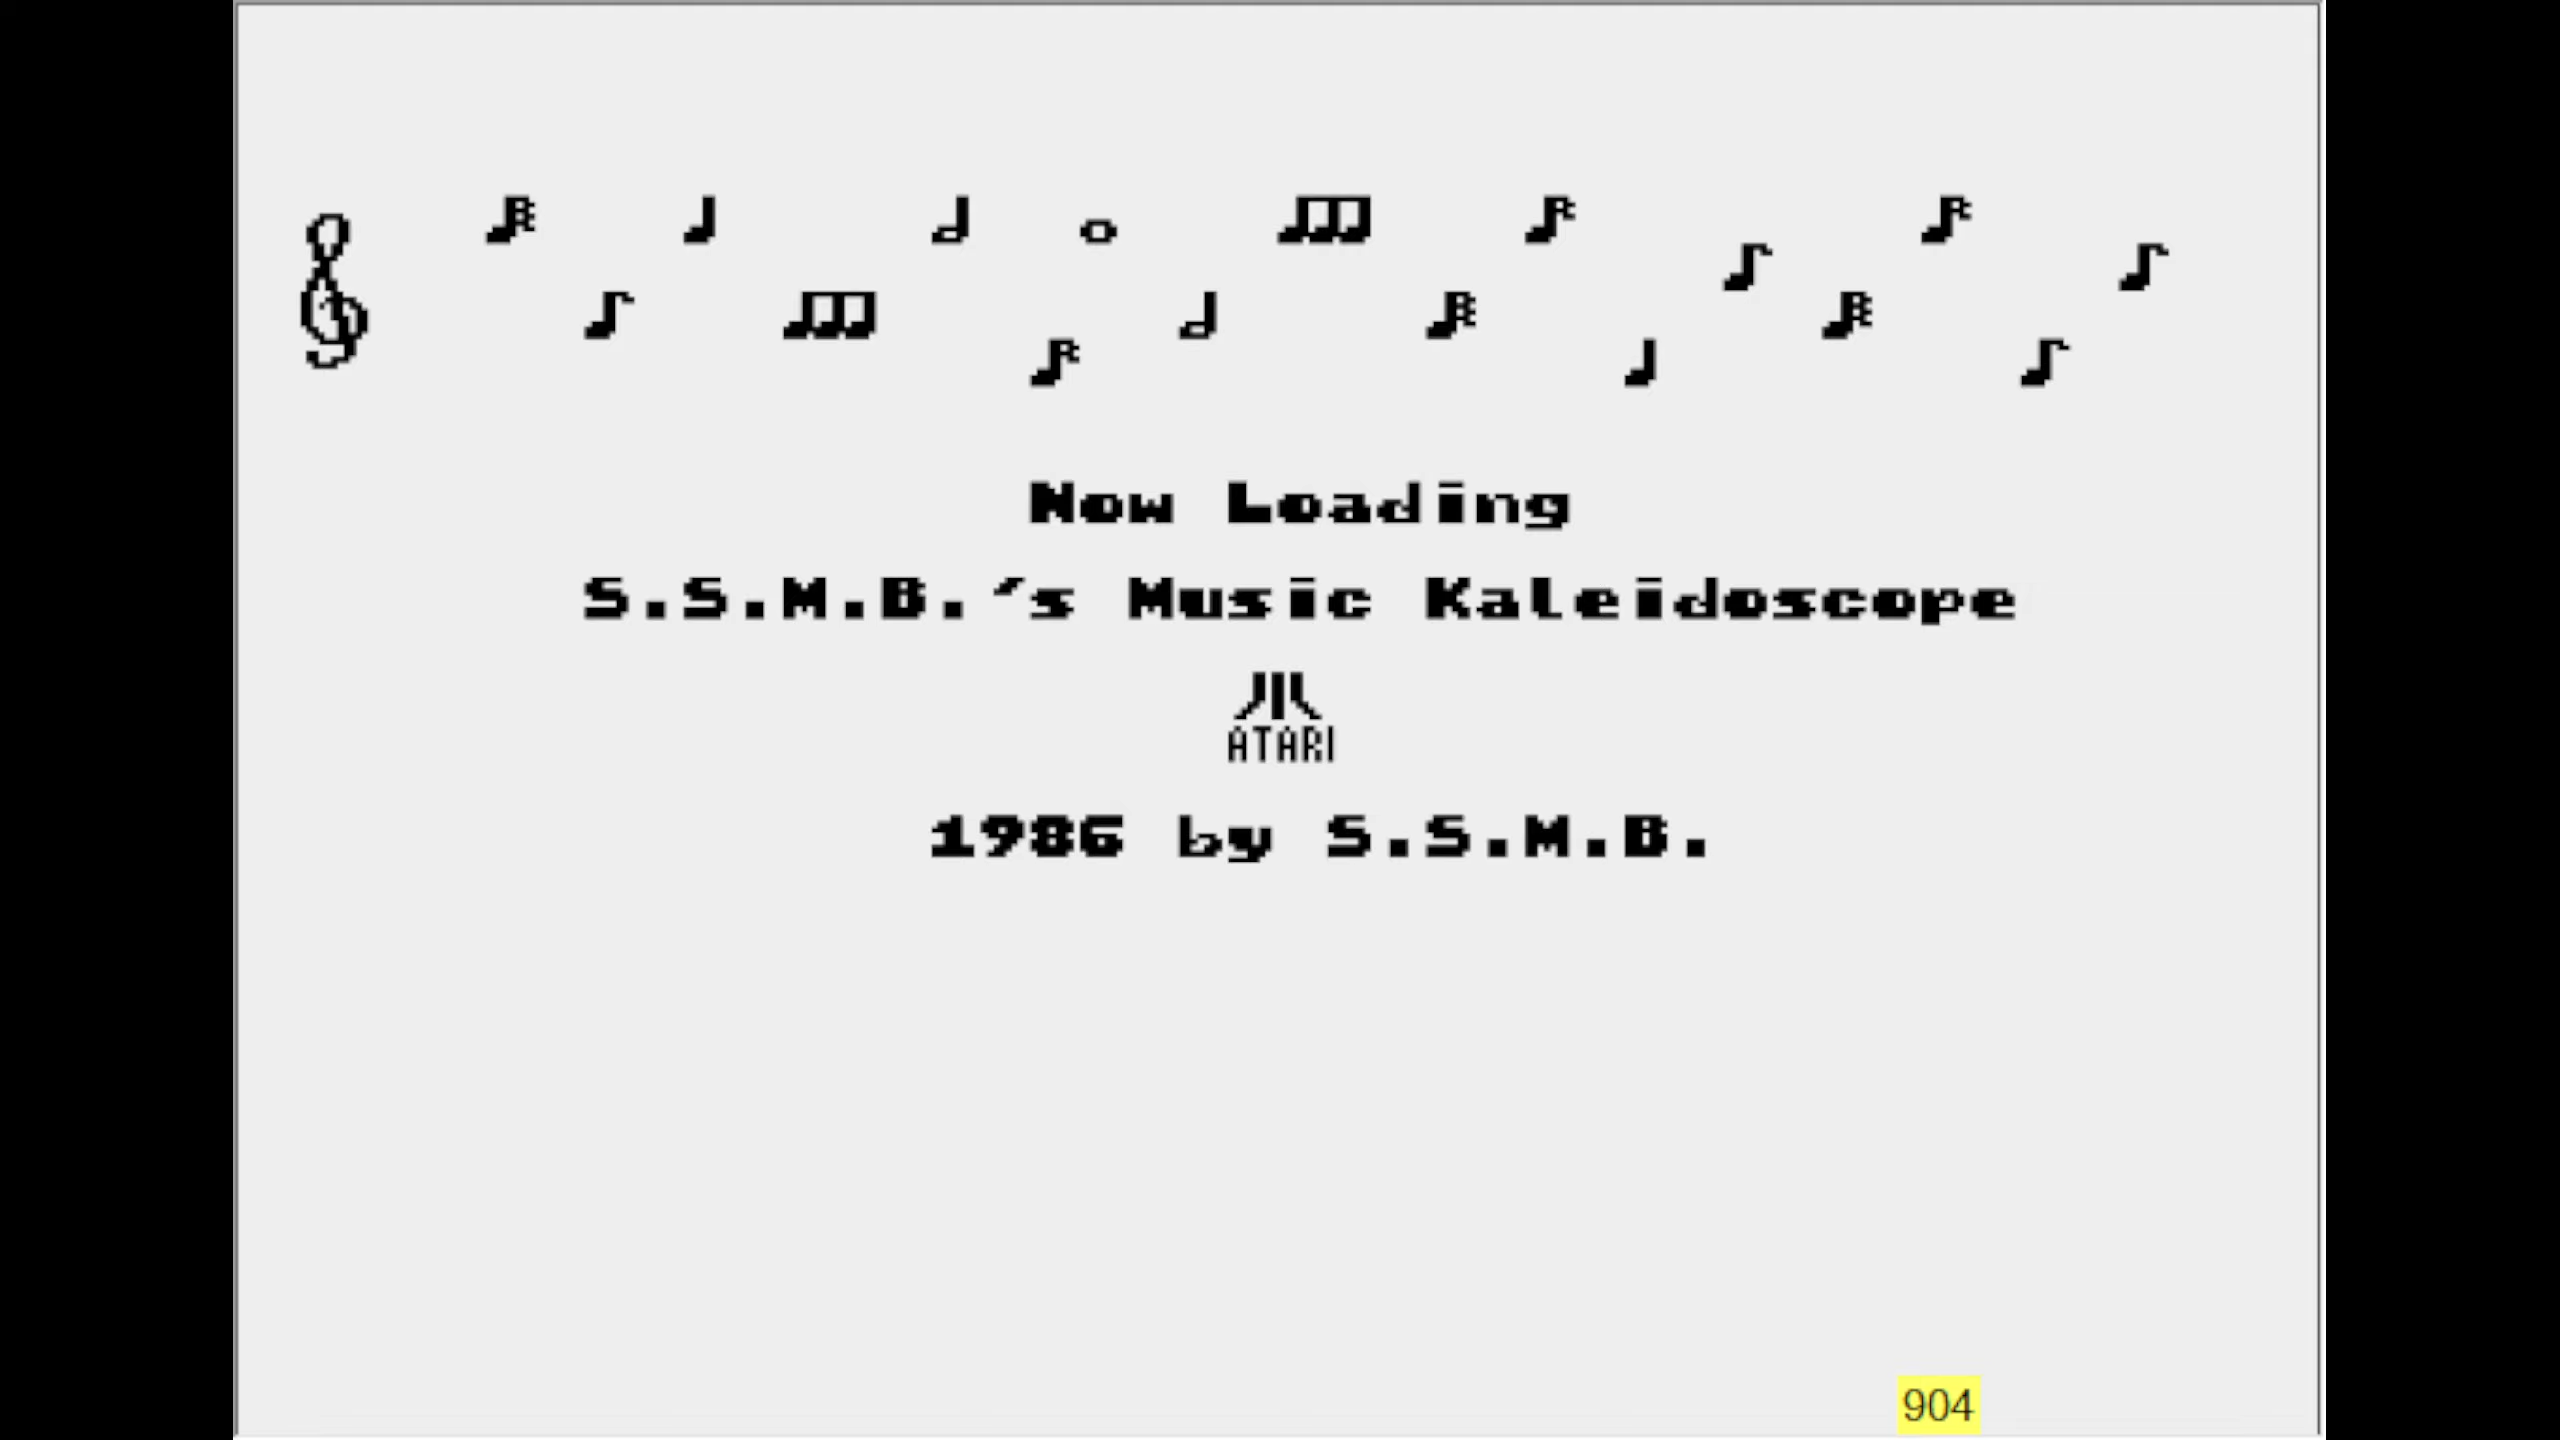 Now Loading
S.S.M.B.'s Music Kaleidoscope
ATARI
1986 by S.S.M.B.
904